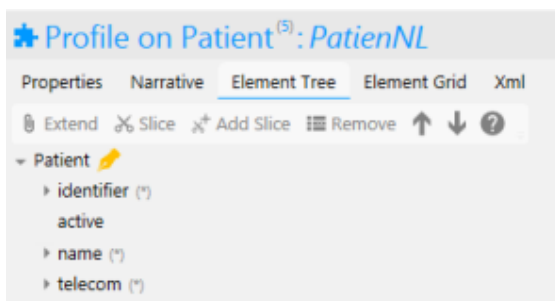 Profile on Patient(5): PatienNL
Properties Narrative Element Tree Element Grid Xml
Extend Slice Add Slice Remove
Patient
identifier (*)
active
name (*)
telecom (*)